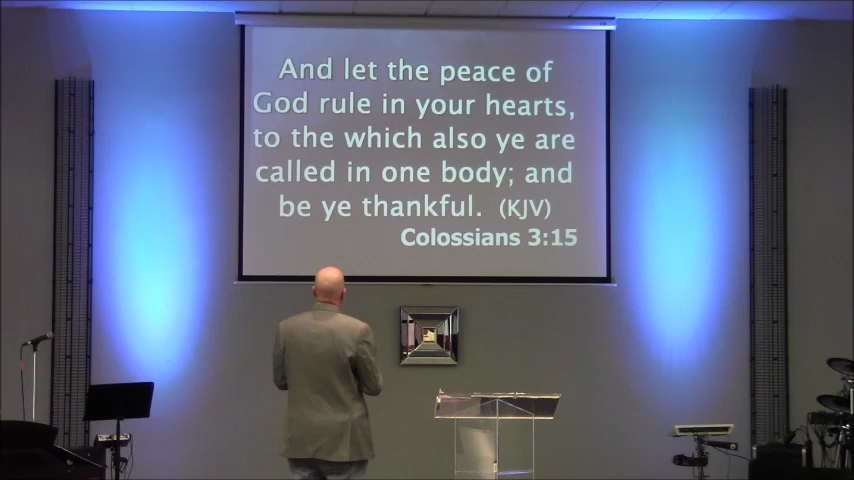 And let the peace of
God rule in your hearts,
to the which also ye are
called in one body; and
be ye thankful. (KJV)
Colossians 3:15